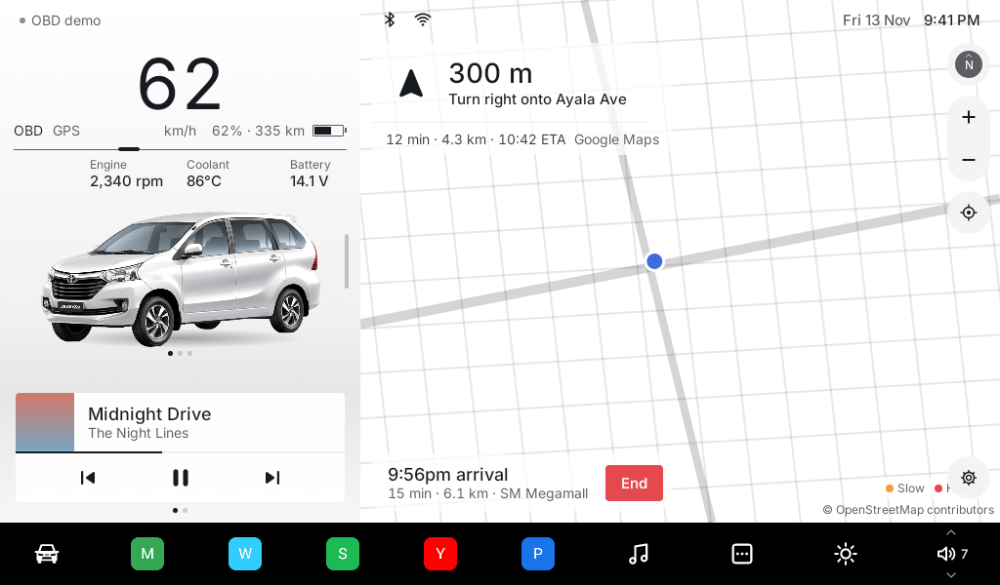 OBD demo
62
OBD GPS km/h 62% · 335 km
Engine Coolant Battery
2,340 rpm 86°C 14.1 V
Midnight Drive
The Night Lines
Fri 13 Nov 9:41 PM
N
300 m
Turn right onto Ayala Ave
12 min · 4.3 km · 10:42 ETA Google Maps
+
−
9:56pm arrival
15 min · 6.1 km · SM Megamall
End
Slow
© OpenStreetMap contributors
M W S Y P 7